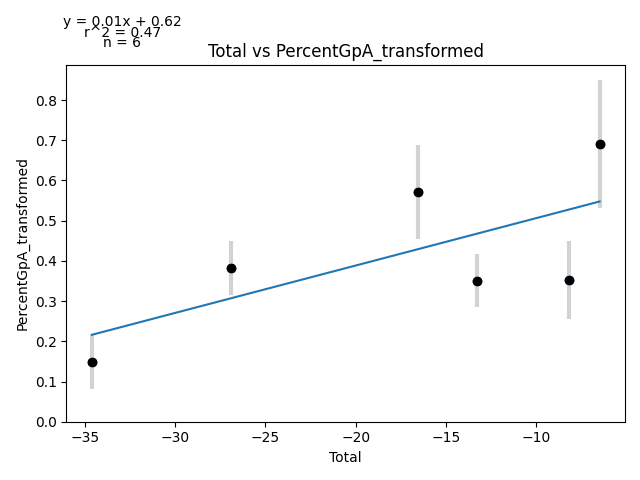 y = 0.01x + 0.62
r^2 = 0.47
n = 6
Total vs PercentGpA_transformed
PercentGpA_transformed
0.8
0.7
0.6
0.5
0.4
0.3
0.2
0.1
0.0
−35 −30 −25 −20 −15 −10
Total